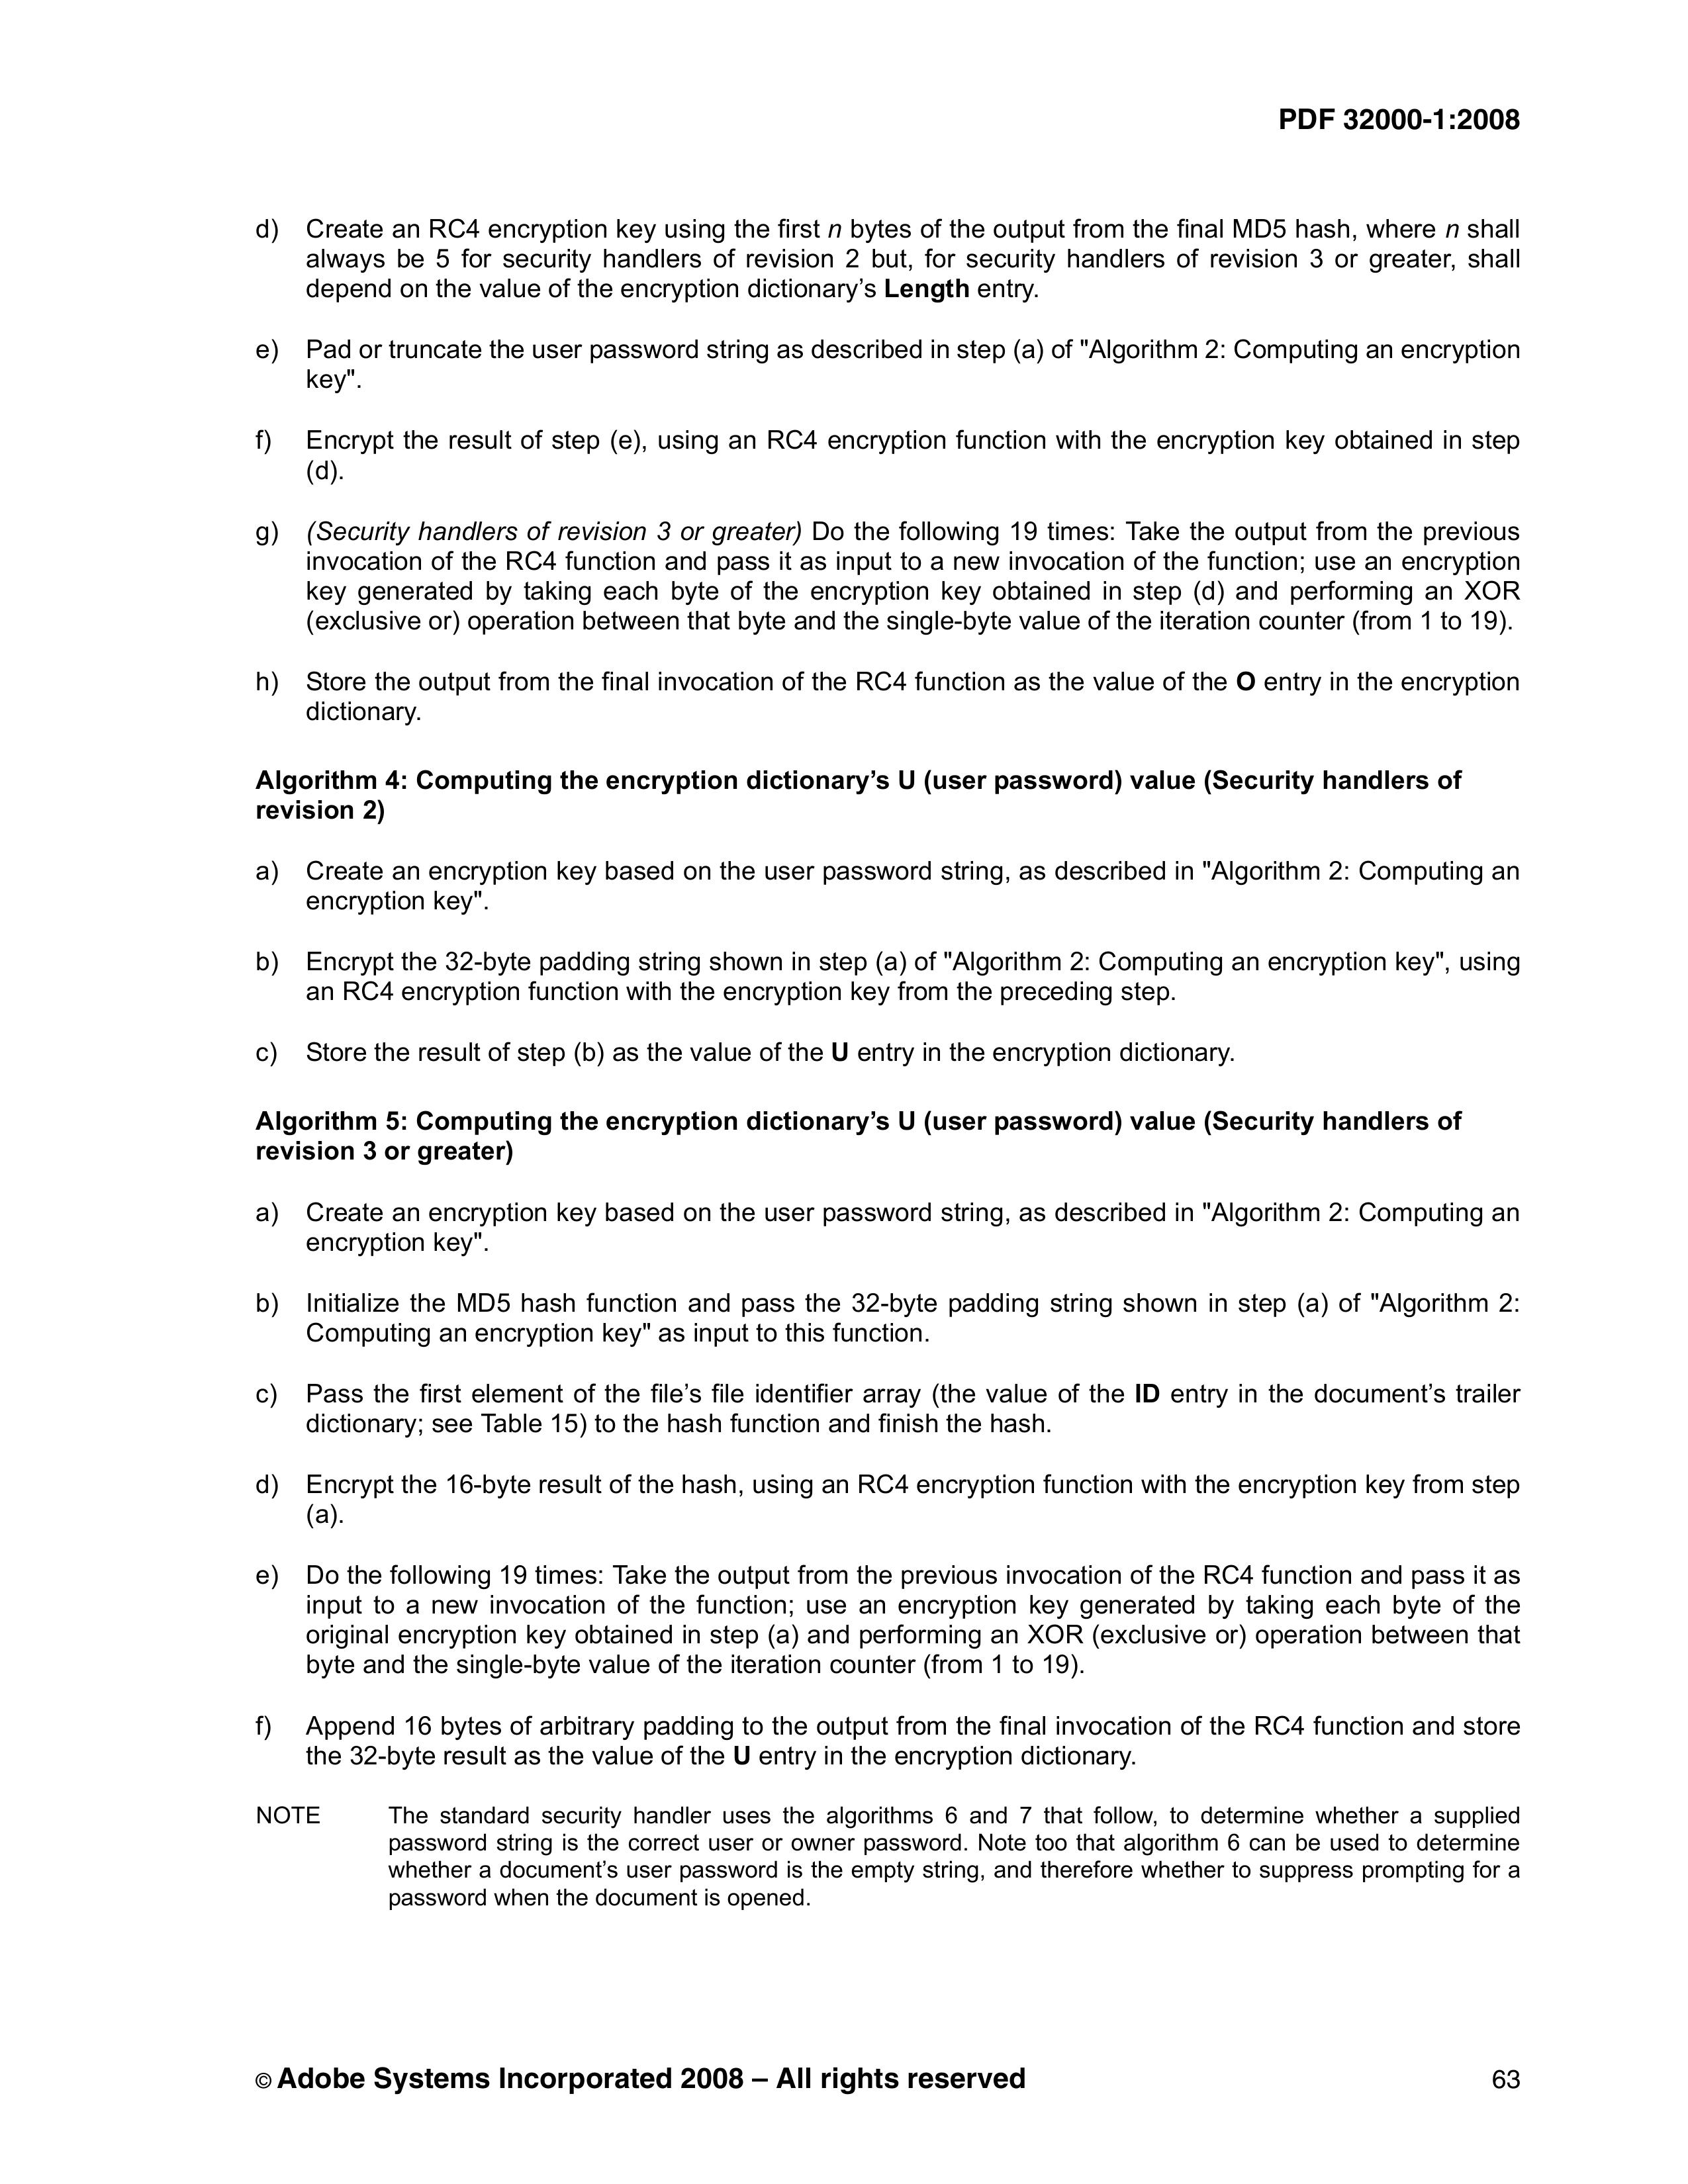 PDF 32000-1:2008
d) Create an RC4 encryption key using the first n bytes of the output from the final MD5 hash, where n shall
always be 5 for security handlers of revision 2 but, for security handlers of revision 3 or greater, shall
depend on the value of the encryption dictionary’s Length entry.
e) Pad or truncate the user password string as described in step (a) of "Algorithm 2: Computing an encryption
key".
f) Encrypt the result of step (e), using an RC4 encryption function with the encryption key obtained in step
(d).
g) (Security handlers of revision 3 or greater) Do the following 19 times: Take the output from the previous
invocation of the RC4 function and pass it as input to a new invocation of the function; use an encryption
key generated by taking each byte of the encryption key obtained in step (d) and performing an XOR
(exclusive or) operation between that byte and the single-byte value of the iteration counter (from 1 to 19).
h) Store the output from the final invocation of the RC4 function as the value of the O entry in the encryption
dictionary.
Algorithm 4: Computing the encryption dictionary’s U (user password) value (Security handlers of
revision 2)
a) Create an encryption key based on the user password string, as described in "Algorithm 2: Computing an
encryption key".
b) Encrypt the 32-byte padding string shown in step (a) of "Algorithm 2: Computing an encryption key", using
an RC4 encryption function with the encryption key from the preceding step.
c) Store the result of step (b) as the value of the U entry in the encryption dictionary.
Algorithm 5: Computing the encryption dictionary’s U (user password) value (Security handlers of
revision 3 or greater)
a) Create an encryption key based on the user password string, as described in "Algorithm 2: Computing an
encryption key".
b) Initialize the MD5 hash function and pass the 32-byte padding string shown in step (a) of "Algorithm 2:
Computing an encryption key" as input to this function.
c) Pass the first element of the file’s file identifier array (the value of the ID entry in the document’s trailer
dictionary; see Table 15) to the hash function and finish the hash.
d) Encrypt the 16-byte result of the hash, using an RC4 encryption function with the encryption key from step
(a).
e) Do the following 19 times: Take the output from the previous invocation of the RC4 function and pass it as
input to a new invocation of the function; use an encryption key generated by taking each byte of the
original encryption key obtained in step (a) and performing an XOR (exclusive or) operation between that
byte and the single-byte value of the iteration counter (from 1 to 19).
f) Append 16 bytes of arbitrary padding to the output from the final invocation of the RC4 function and store
the 32-byte result as the value of the U entry in the encryption dictionary.
NOTE The standard security handler uses the algorithms 6 and 7 that follow, to determine whether a supplied
password string is the correct user or owner password. Note too that algorithm 6 can be used to determine
whether a document’s user password is the empty string, and therefore whether to suppress prompting for a
password when the document is opened.
© Adobe Systems Incorporated 2008 – All rights reserved 63